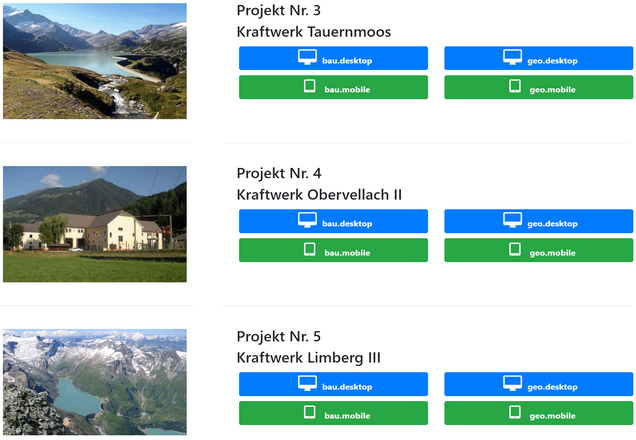 Projekt Nr. 3
Kraftwerk Tauernmoos
bau.desktop
geo.desktop
bau.mobile
geo.mobile
Projekt Nr. 4
Kraftwerk Obervellach II
bau.desktop
geo.desktop
bau.mobile
geo.mobile
Projekt Nr. 5
Kraftwerk Limberg III
bau.desktop
geo.desktop
bau.mobile
geo.mobile